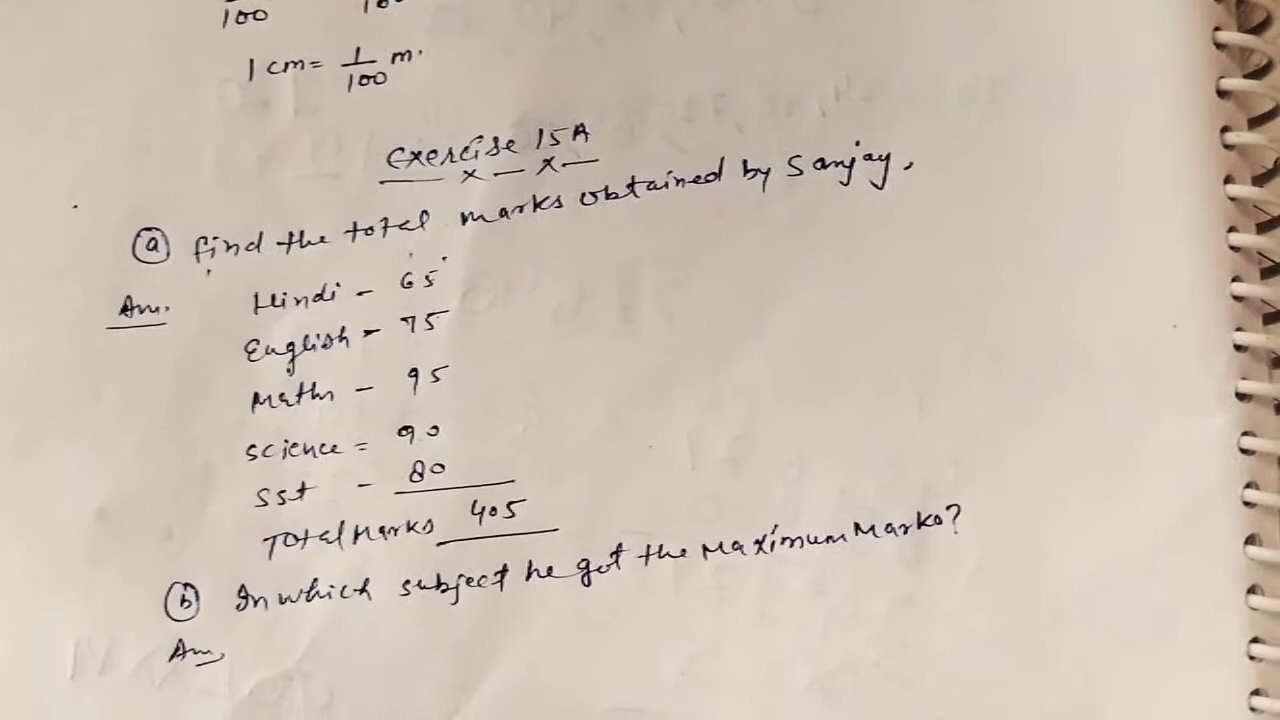 100 10
1 cm = 1/100 m.
Exercise 15A
— x — x —
(a) find the total marks obtained by Sanjay.
Ans. Hindi - 65
English - 75
Maths - 95
Science = 90
SSt - 80
Total Marks 405
(b) In which subject he got the Maximum Marks?
Ans